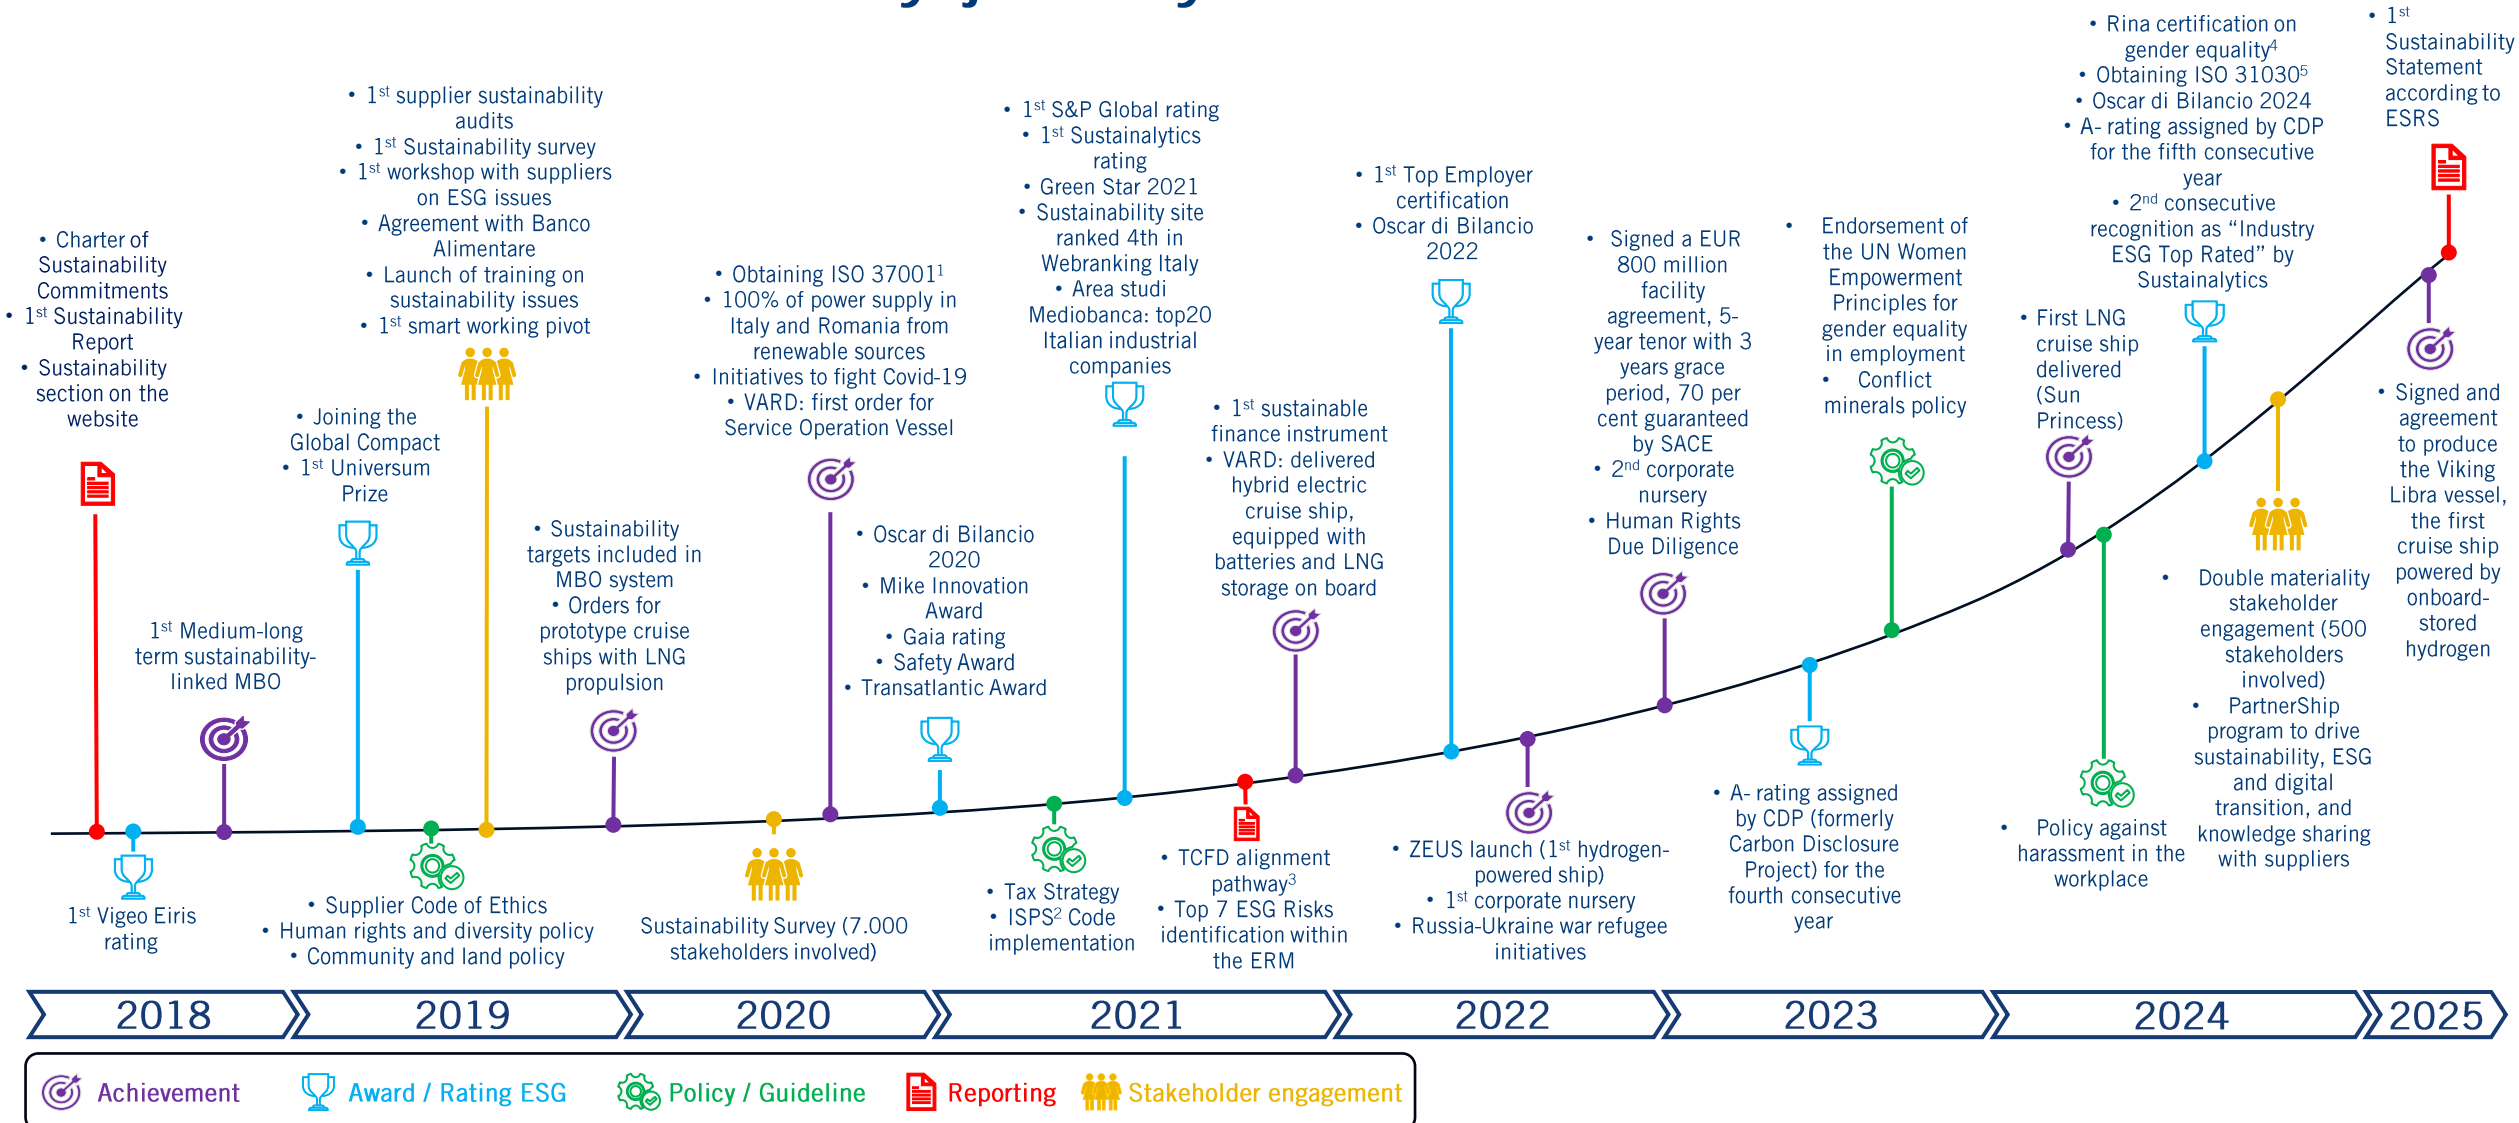 • Charter of
Sustainability
Commitments
• 1st Sustainability
Report
• Sustainability
section on the
website
1st Vigeo Eiris
rating
1st Medium-long
term sustainability-
linked MBO
• Joining the
Global Compact
• 1st Universum
Prize
• Supplier Code of Ethics
• Human rights and diversity policy
• Community and land policy
• 1st supplier sustainability
audits
• 1st Sustainability survey
• 1st workshop with suppliers
on ESG issues
• Agreement with Banco
Alimentare
• Launch of training on
sustainability issues
• 1st smart working pivot
• Sustainability
targets included in
MBO system
• Orders for
prototype cruise
ships with LNG
propulsion
Sustainability Survey (7.000
stakeholders involved)
• Obtaining ISO 37001¹
• 100% of power supply in
Italy and Romania from
renewable sources
• Initiatives to fight Covid-19
• VARD: first order for
Service Operation Vessel
• Oscar di Bilancio
2020
• Mike Innovation
Award
• Gaia rating
• Safety Award
• Transatlantic Award
• Tax Strategy
• ISPS² Code
implementation
• 1st S&P Global rating
• 1st Sustainalytics
rating
• Green Star 2021
• Sustainability site
ranked 4th in
Webranking Italy
• Area studi
Mediobanca: top20
Italian industrial
companies
• TCFD alignment
pathway³
• Top 7 ESG Risks
identification within
the ERM
• 1st sustainable
finance instrument
• VARD: delivered
hybrid electric
cruise ship,
equipped with
batteries and LNG
storage on board
• 1st Top Employer
certification
• Oscar di Bilancio
2022
• ZEUS launch (1st hydrogen-
powered ship)
• 1st corporate nursery
• Russia-Ukraine war refugee
initiatives
• Signed a EUR
800 million
facility
agreement, 5-
year tenor with 3
years grace
period, 70 per
cent guaranteed
by SACE
• 2nd corporate
nursery
• Human Rights
Due Diligence
• A- rating assigned
by CDP (formerly
Carbon Disclosure
Project) for the
fourth consecutive
year
• Endorsement of
the UN Women
Empowerment
Principles for
gender equality
in employment
• Conflict
minerals policy
• First LNG
cruise ship
delivered
(Sun
Princess)
• Policy against
harassment in the
workplace
• Rina certification on
gender equality⁴
• Obtaining ISO 31030⁵
• Oscar di Bilancio 2024
• A- rating assigned by CDP
for the fifth consecutive
year
• 2nd consecutive
recognition as “Industry
ESG Top Rated” by
Sustainalytics
• Double materiality
stakeholder
engagement (500
stakeholders
involved)
• PartnerShip
program to drive
sustainability, ESG
and digital
transition, and
knowledge sharing
with suppliers
• 1st
Sustainability
Statement
according to
ESRS
• Signed and
agreement
to produce
the Viking
Libra vessel,
the first
cruise ship
powered by
onboard-
stored
hydrogen
2018
2019
2020
2021
2022
2023
2024
2025
Achievement
Award / Rating ESG
Policy / Guideline
Reporting
Stakeholder engagement